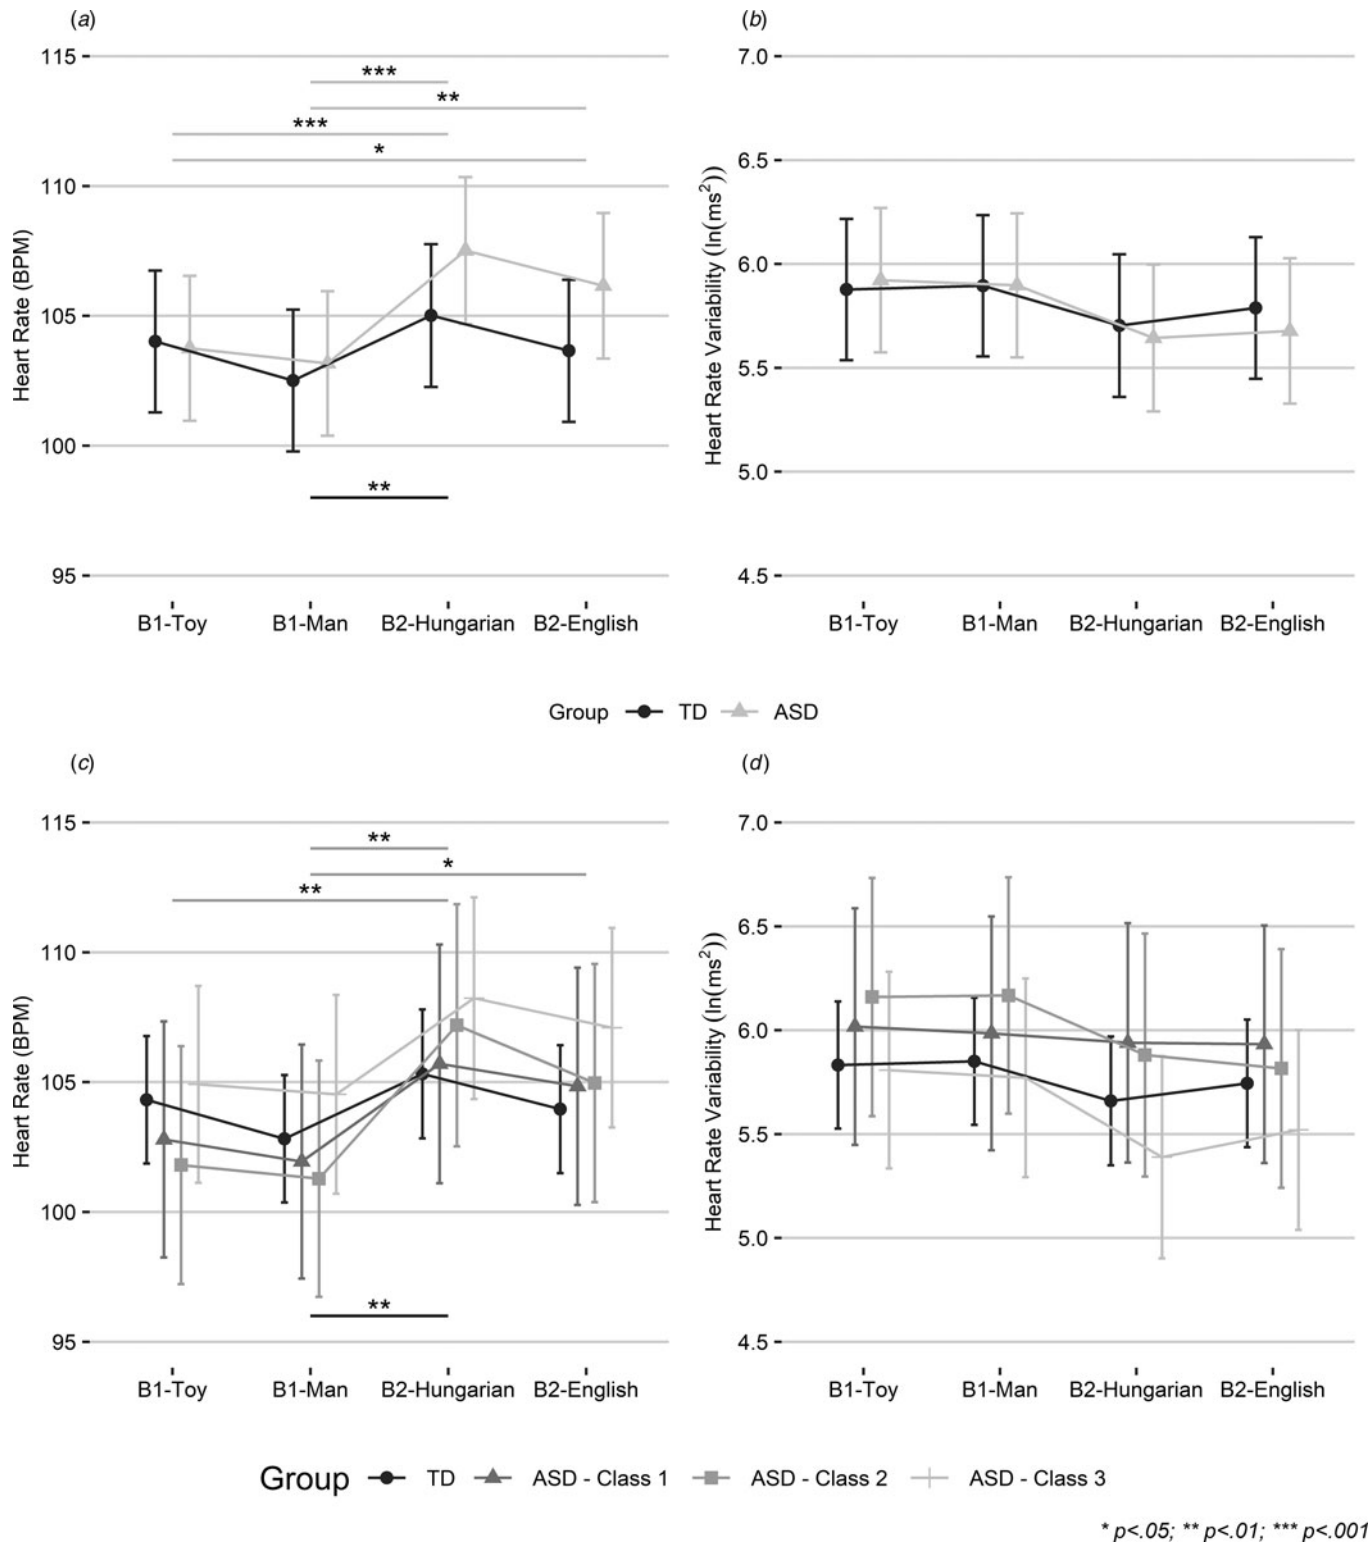 (a)
Heart Rate (BPM)
115
110
105
100
95
***
**
***
*
**
B1-Toy B1-Man B2-Hungarian B2-English
(b)
Heart Rate Variability (ln(ms²))
7.0
6.5
6.0
5.5
5.0
4.5
B1-Toy B1-Man B2-Hungarian B2-English
Group TD ASD
(c)
Heart Rate (BPM)
115
110
105
100
95
**
*
**
**
B1-Toy B1-Man B2-Hungarian B2-English
(d)
Heart Rate Variability (ln(ms²))
7.0
6.5
6.0
5.5
5.0
4.5
B1-Toy B1-Man B2-Hungarian B2-English
Group TD ASD - Class 1 ASD - Class 2 ASD - Class 3
* p<.05; ** p<.01; *** p<.001